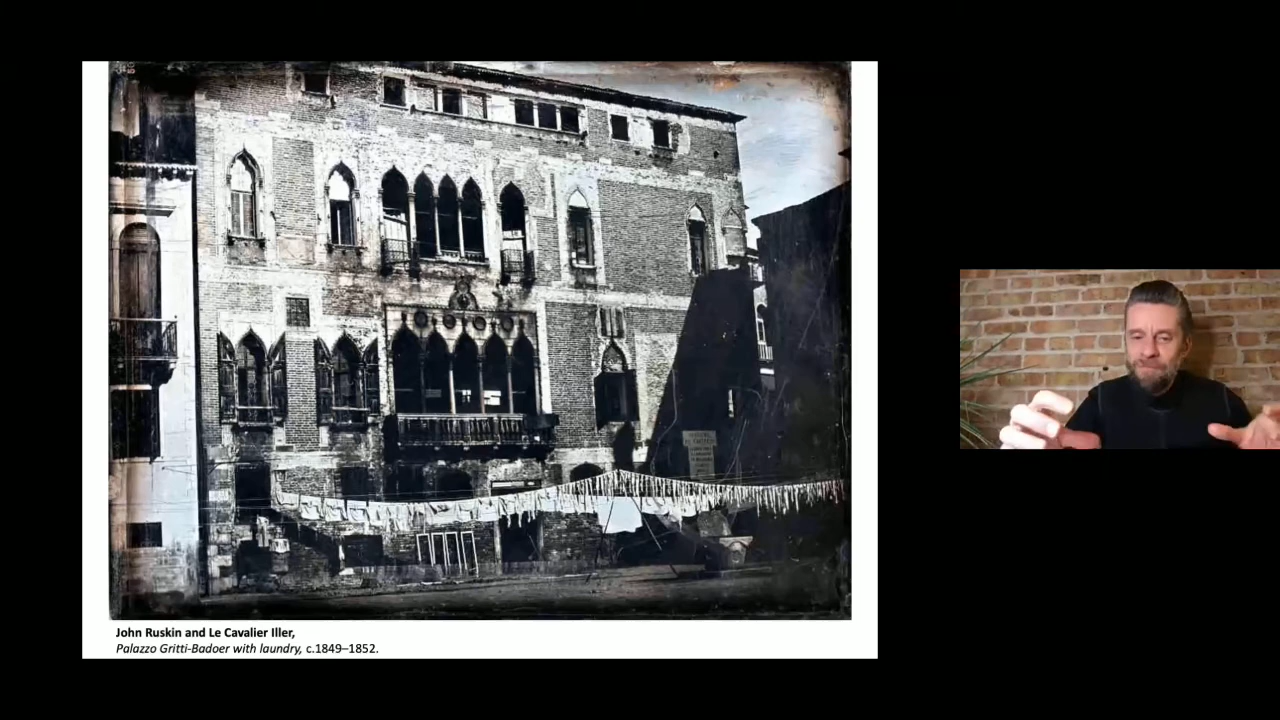 John Ruskin and Le Cavalier Iller,
Palazzo Gritti-Badoer with laundry, c.1849–1852.